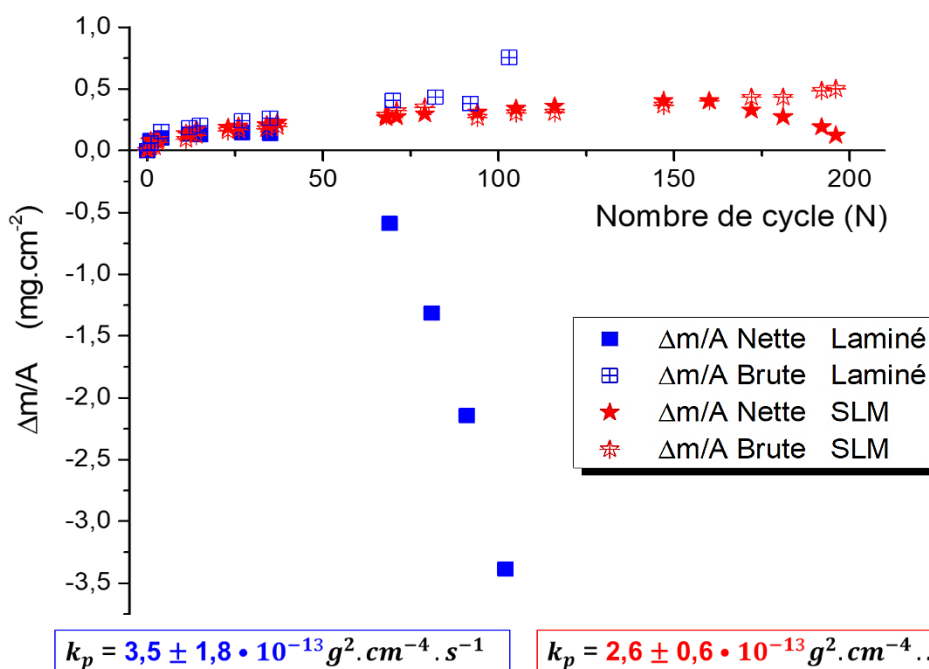 1,0
0,5
0,0
-0,5
-1,0
-1,5
-2,0
-2,5
-3,0
-3,5
Δm/A (mg.cm⁻²)
0 50 100 150 200
Nombre de cycle (N)
Δm/A Nette Laminé
Δm/A Brute Laminé
Δm/A Nette SLM
Δm/A Brute SLM
k_p = 3,5 ± 1,8 • 10⁻¹³ g². cm⁻⁴. s⁻¹
k_p = 2,6 ± 0,6 • 10⁻¹³ g². cm⁻⁴. .